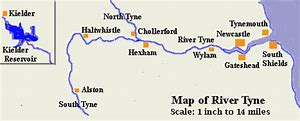 Kielder
Kielder
Reservoir
North Tyne
Tynemouth
Haltwhistle
Chollerford
River Tyne
Newcastle
Hexham
Wylam
Gateshead
South
Shields
Alston
South Tyne
Map of River Tyne
Scale: 1 inch to 14 miles